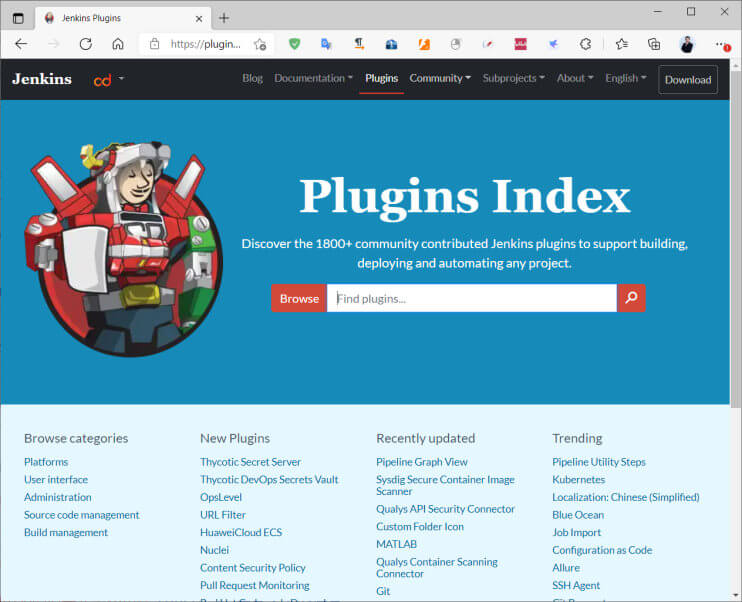 Jenkins Plugins
https://plugin...
Jenkins
cd
Blog
Documentation
Plugins
Community
Subprojects
About
English
Download
Plugins Index
Discover the 1800+ community contributed Jenkins plugins to support building,
deploying and automating any project.
Browse
Find plugins...
Browse categories
Platforms
User interface
Administration
Source code management
Build management
New Plugins
Thycotic Secret Server
Thycotic DevOps Secrets Vault
OpsLevel
URL Filter
HuaweiCloud ECS
Nuclei
Content Security Policy
Pull Request Monitoring
Recently updated
Pipeline Graph View
Sysdig Secure Container Image
Scanner
Qualys API Security Connector
Custom Folder Icon
MATLAB
Qualys Container Scanning
Connector
Git
Trending
Pipeline Utility Steps
Kubernetes
Localization: Chinese (Simplified)
Blue Ocean
Job Import
Configuration as Code
Allure
SSH Agent